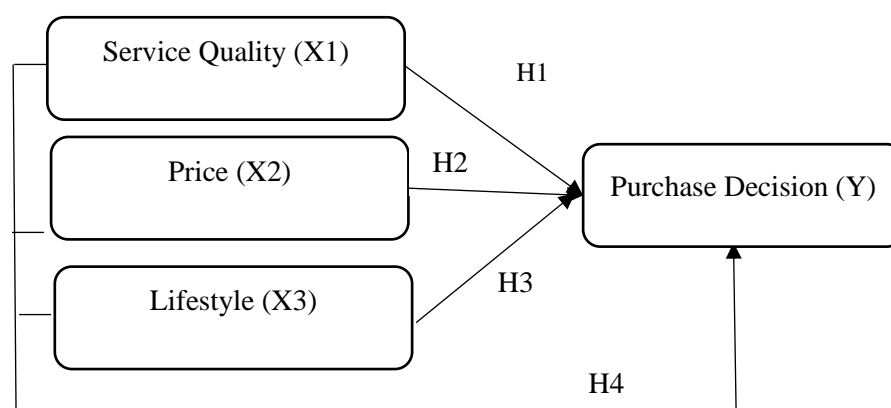 Service Quality (X1)
H1
Price (X2)
H2
Purchase Decision (Y)
Lifestyle (X3)
H3
H4